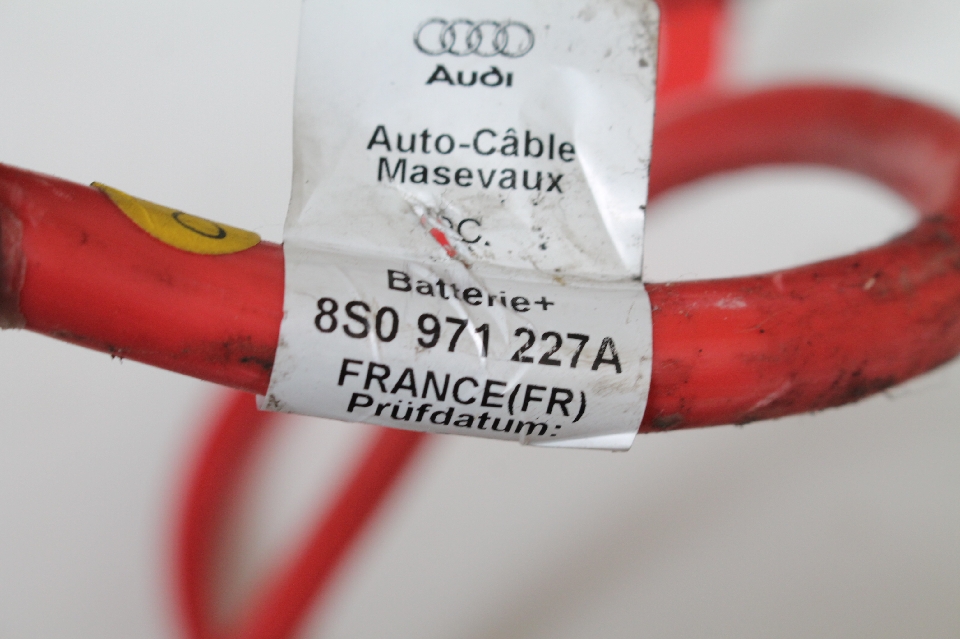 Audi
Auto-Câble
Masevaux
C.
Batterie+
8S0 971 227A
FRANCE(FR)
Prüfdatum: